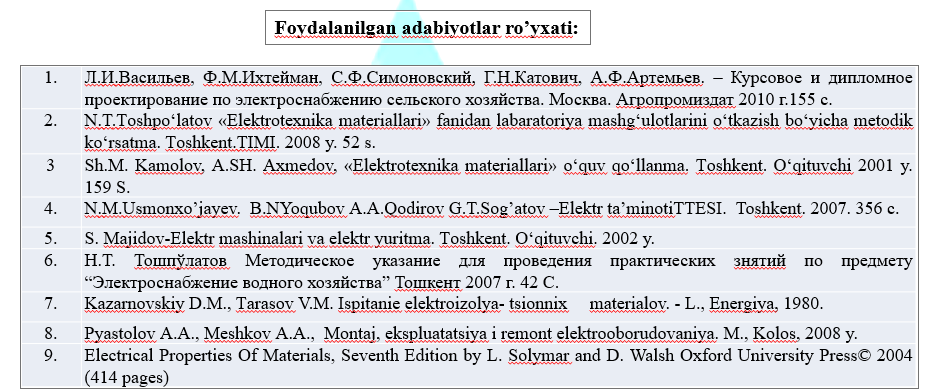 Foydalanilgan adabiyotlar ro’yxati:
1. Л.И.Васильев, Ф.М.Ихтейман, С.Ф.Симоновский, Г.Н.Катович, А.Ф.Артемьев. – Курсовое и дипломное
проектирование по электроснабжению сельского хозяйства. Москва. Агропромиздат 2010 г.155 с.
2. N.T.Toshpo‘latov «Elektrotexnika materiallari» fanidan labaratoriya mashg‘ulotlarini o‘tkazish bo‘yicha metodik
ko‘rsatma. Toshkent.TIMI. 2008 y. 52 s.
3 Sh.M. Kamolov, A.SH. Axmedov, «Elektrotexnika materiallari» o‘quv qo‘llanma. Toshkent. O‘qituvchi 2001 y.
159 S.
4. N.M.Usmonxo’jayev. B.NYoqubov A.A.Qodirov G.T.Sog’atov –Elektr ta’minotiTTESI. Toshkent. 2007. 356 c.
5. S. Majidov-Elektr mashinalari va elektr yuritma. Toshkent. O‘qituvchi. 2002 y.
6. Н.Т. Тошпўлатов Методическое указание для проведения практических знятий по предмету
“Электроснабжение водного хозяйства” Тошкент 2007 г. 42 С.
7. Kazarnovskiy D.M., Tarasov V.M. Ispitanie elektroizolya- tsionnix materialov. - L., Energiya, 1980.
8. Pyastolov A.A., Meshkov A.A., Montaj, ekspluatatsiya i remont elektrooborudovaniya. M., Kolos, 2008 y.
9. Electrical Properties Of Materials, Seventh Edition by L. Solymar and D. Walsh Oxford University Press© 2004
(414 pages)